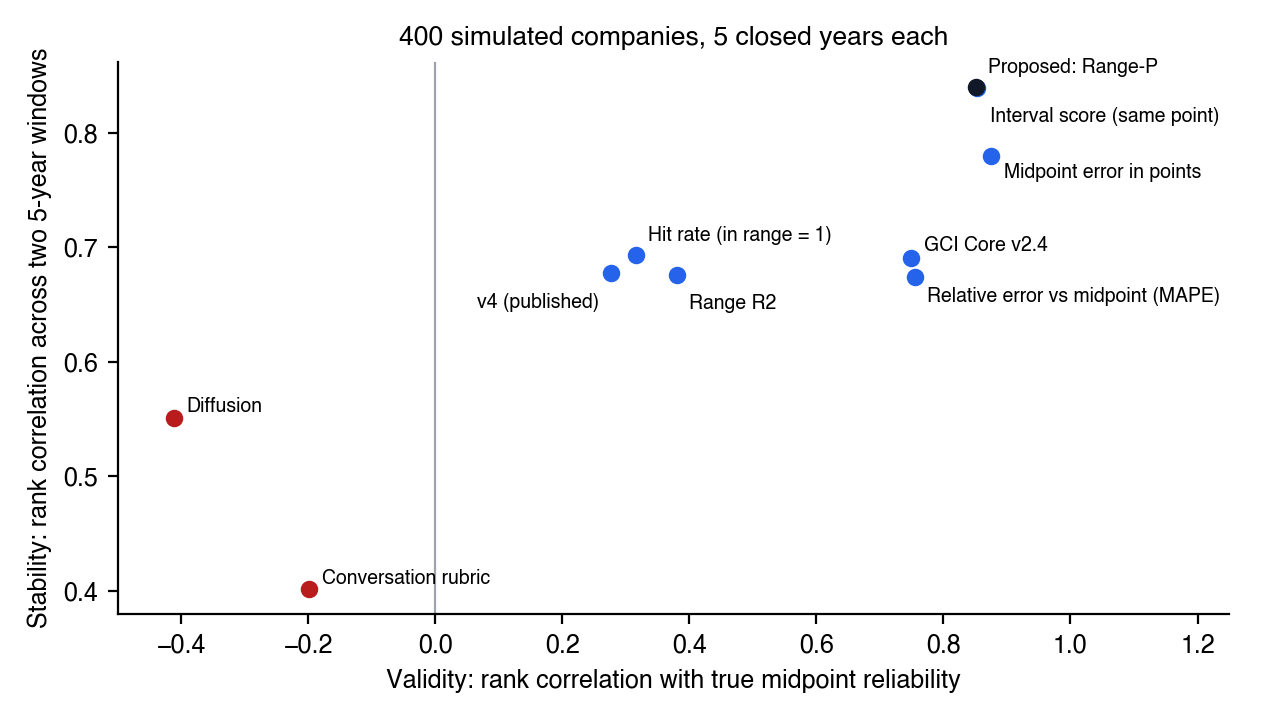 400 simulated companies, 5 closed years each
Stability: rank correlation across two 5-year windows
0.8
0.7
0.6
0.5
0.4
Proposed: Range-P
Interval score (same point)
Midpoint error in points
Hit rate (in range = 1)
GCI Core v2.4
v4 (published)
Range R2
Relative error vs midpoint (MAPE)
Diffusion
Conversation rubric
−0.4 −0.2 0.0 0.2 0.4 0.6 0.8 1.0 1.2
Validity: rank correlation with true midpoint reliability